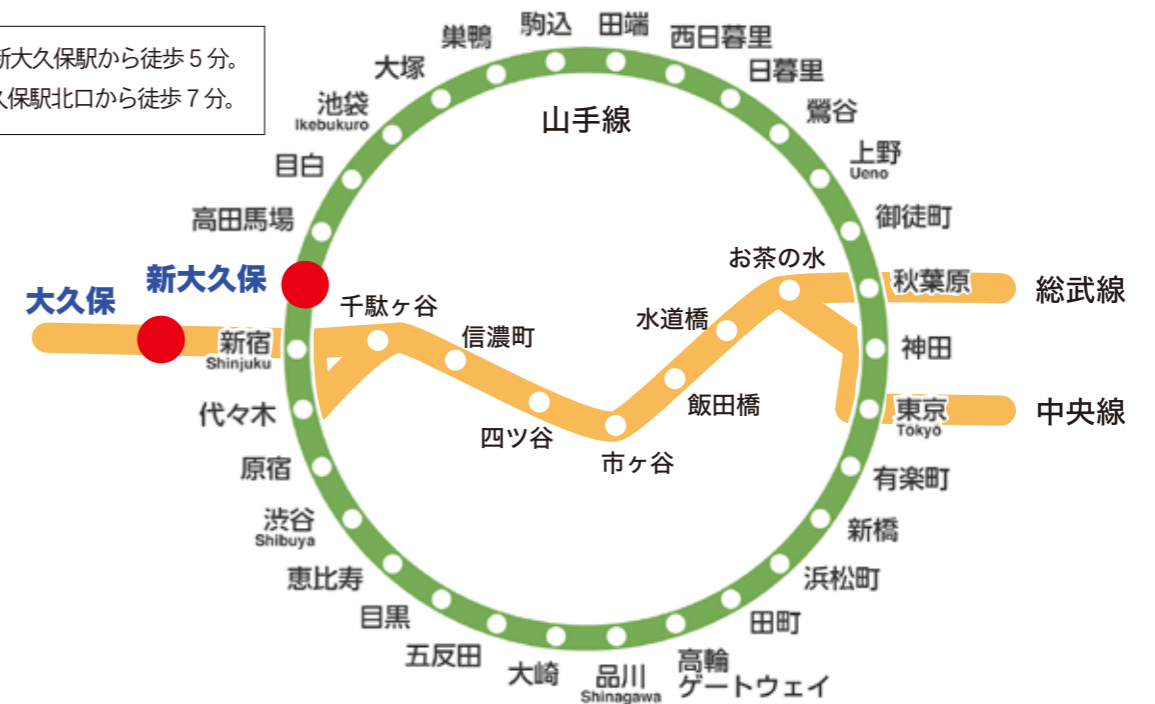 新大久保駅から徒歩5分。
久保駅北口から徒歩7分。
駒込
田端
巣鴨
西日暮里
大塚
日暮里
池袋
Ikebukuro
鶯谷
山手線
目白
上野
Ueno
高田馬場
御徒町
お茶の水
新大久保
秋葉原
総武線
大久保
千駄ヶ谷
水道橋
信濃町
新宿
Shinjuku
神田
飯田橋
代々木
四ツ谷
東京
Tōkyō
中央線
市ヶ谷
原宿
有楽町
渋谷
Shibuya
新橋
恵比寿
浜松町
目黒
田町
五反田
大崎
品川
Shinagawa
高輪
ゲートウェイ